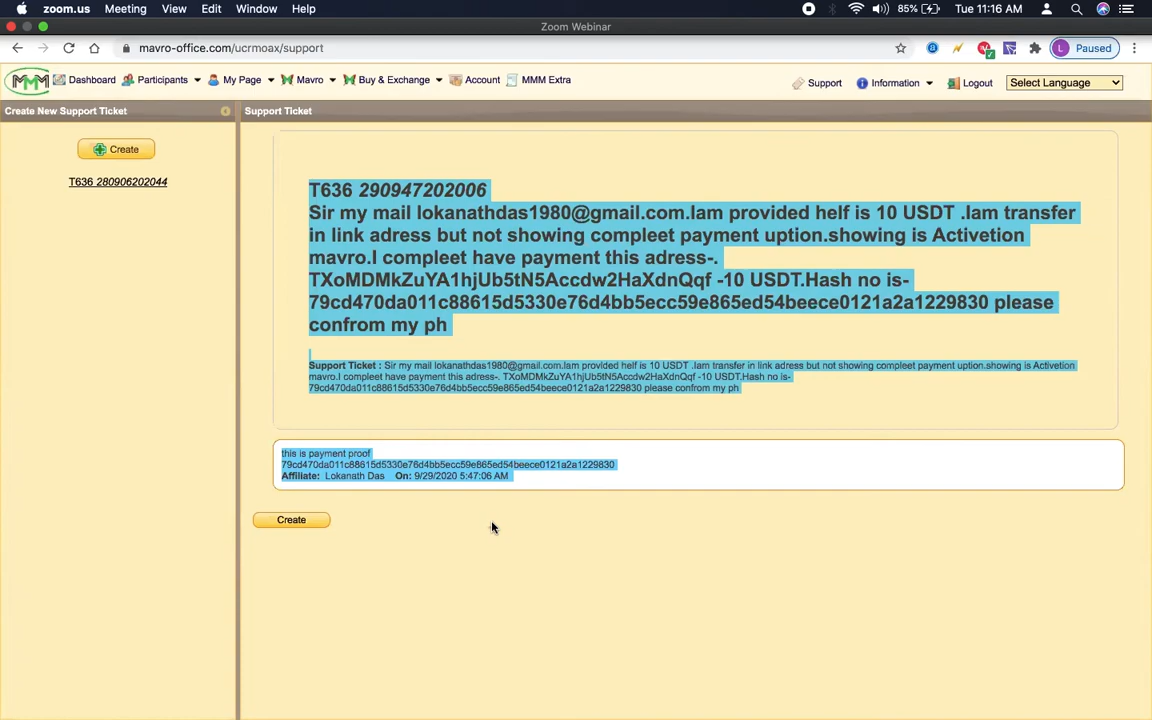 zoom.us Meeting View Edit Window Help 85% Tue 11:16 AM
Zoom Webinar
mavro-office.com/ucrmoax/support L Paused
MMM Dashboard Participants My Page Mavro Buy & Exchange Account MMM Extra Support Information Logout Select Language
Create New Support Ticket
Support Ticket
Create
T636 280906202044
T636 290947202006
Sir my mail lokanathdas1980@gmail.com.Iam provided helf is 10 USDT .Iam transfer
in link adress but not showing compleet payment uption.showing is Activetion
mavro.I compleet have payment this adress-.
TXoMDMkZuYA1hjUb5tN5Accdw2HaXdnQqf -10 USDT.Hash no is-
79cd470da011c88615d5330e76d4bb5ecc59e865ed54beece0121a2a1229830 please
confrom my ph
Support Ticket : Sir my mail lokanathdas1980@gmail.com.Iam provided helf is 10 USDT .Iam transfer in link adress but not showing compleet payment uption.showing is Activetion
mavro.I compleet have payment this adress-. TXoMDMkZuYA1hjUb5tN5Accdw2HaXdnQqf -10 USDT.Hash no is-
79cd470da011c88615d5330e76d4bb5ecc59e865ed54beece0121a2a1229830 please confrom my ph
this is payment proof
79cd470da011c88615d5330e76d4bb5ecc59e865ed54beece0121a2a1229830
Affiliate: Lokanath Das On: 9/29/2020 5:47:06 AM
Create